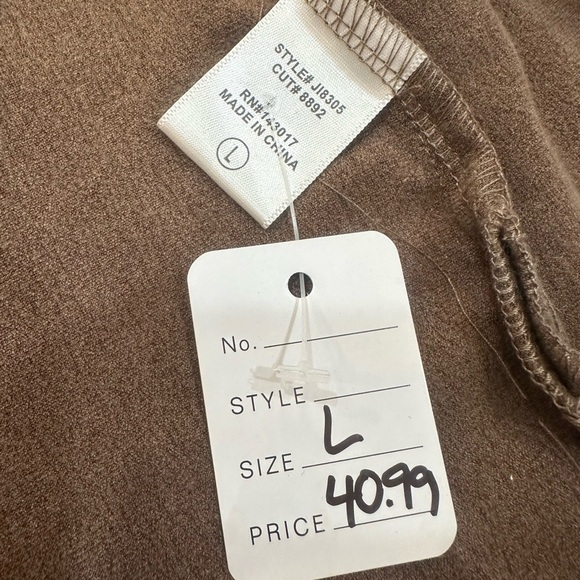 STYLE# JI8305
CUT# 8892
RN#143017
MADE IN CHINA
L
No.
STYLE
SIZE L
PRICE 40.99